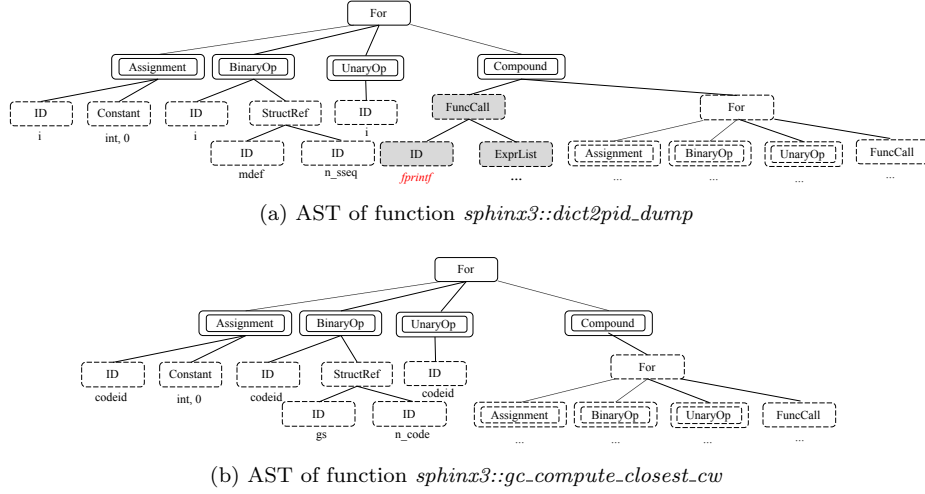 For
Assignment BinaryOp UnaryOp Compound
ID Constant ID StructRef ID FuncCall For
i int, 0 i i
ID ID ID ExprList Assignment BinaryOp UnaryOp FuncCall
mdef n_sseq fprintf ... ... ... ... ...
(a) AST of function sphinx3::dict2pid_dump
For
Assignment BinaryOp UnaryOp Compound
ID Constant ID StructRef ID For
codeid int, 0 codeid codeid
ID ID Assignment BinaryOp UnaryOp FuncCall
gs n_code ... ... ... ...
(b) AST of function sphinx3::gc_compute_closest_cw